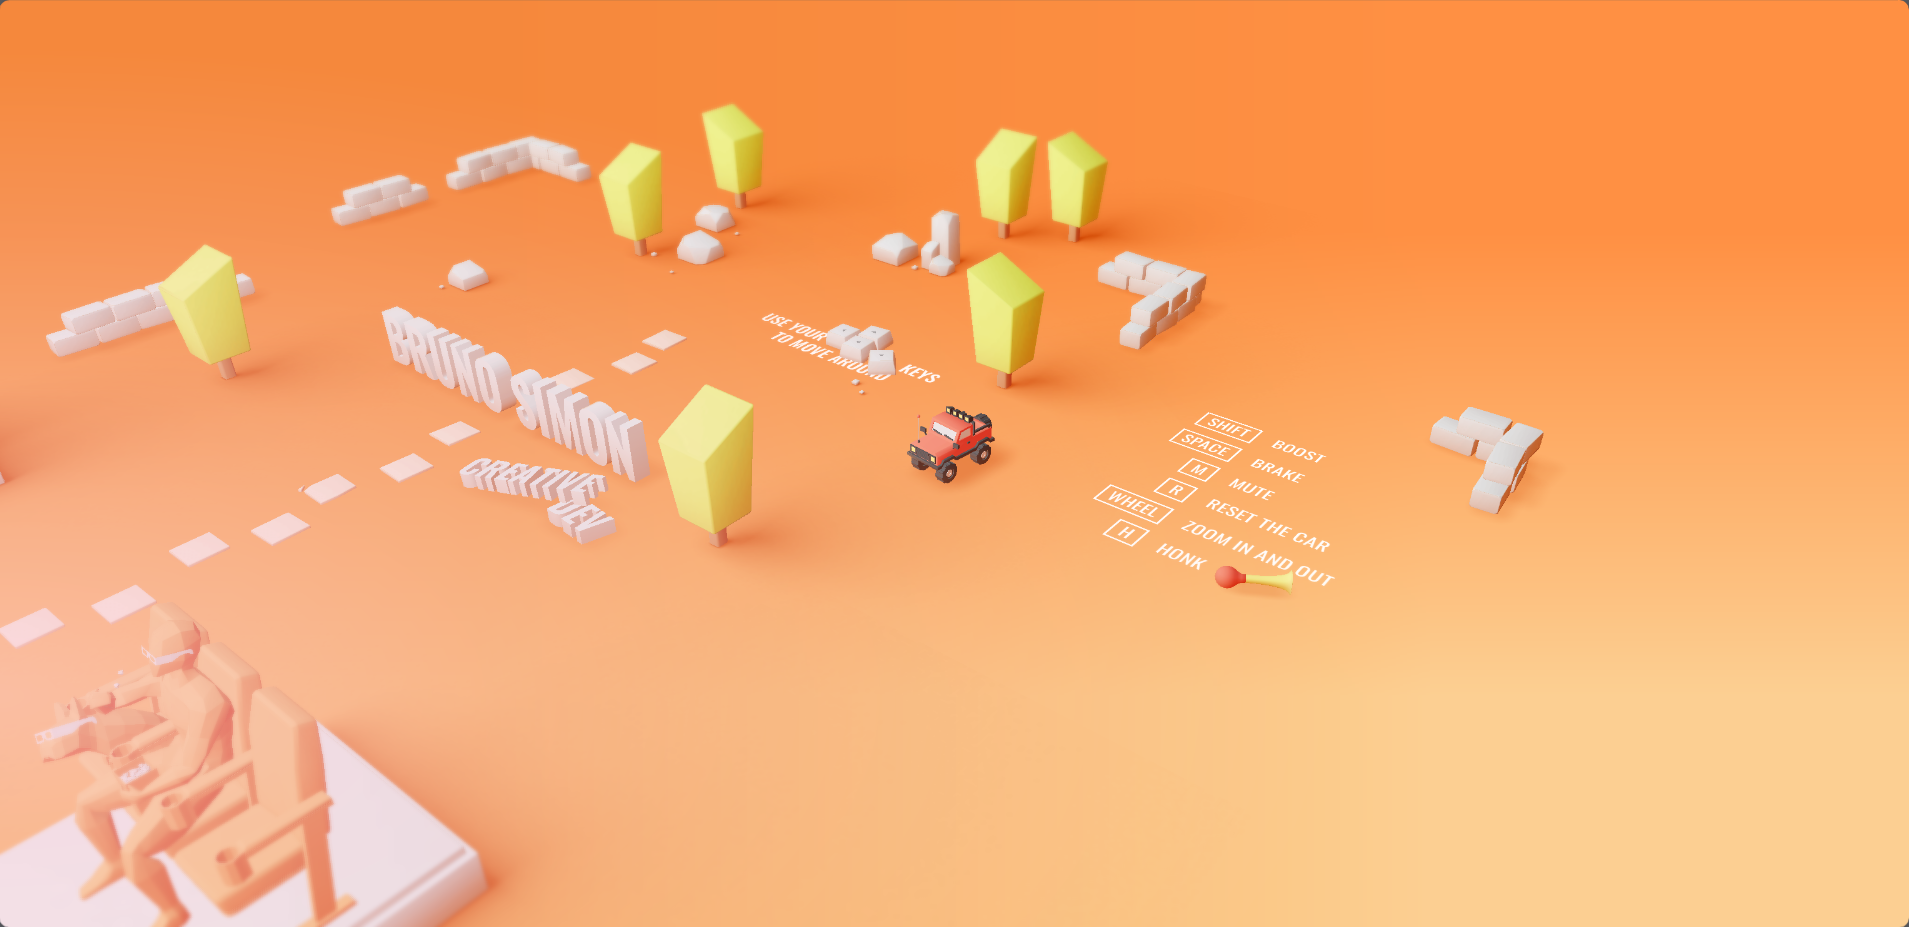 BRUNO SIMON
CREATIVE
DEV
USE YOUR KEYS
TO MOVE AROUND
SHIFT BOOST
SPACE BRAKE
M MUTE
R RESET THE CAR
WHEEL ZOOM IN AND OUT
H HONK